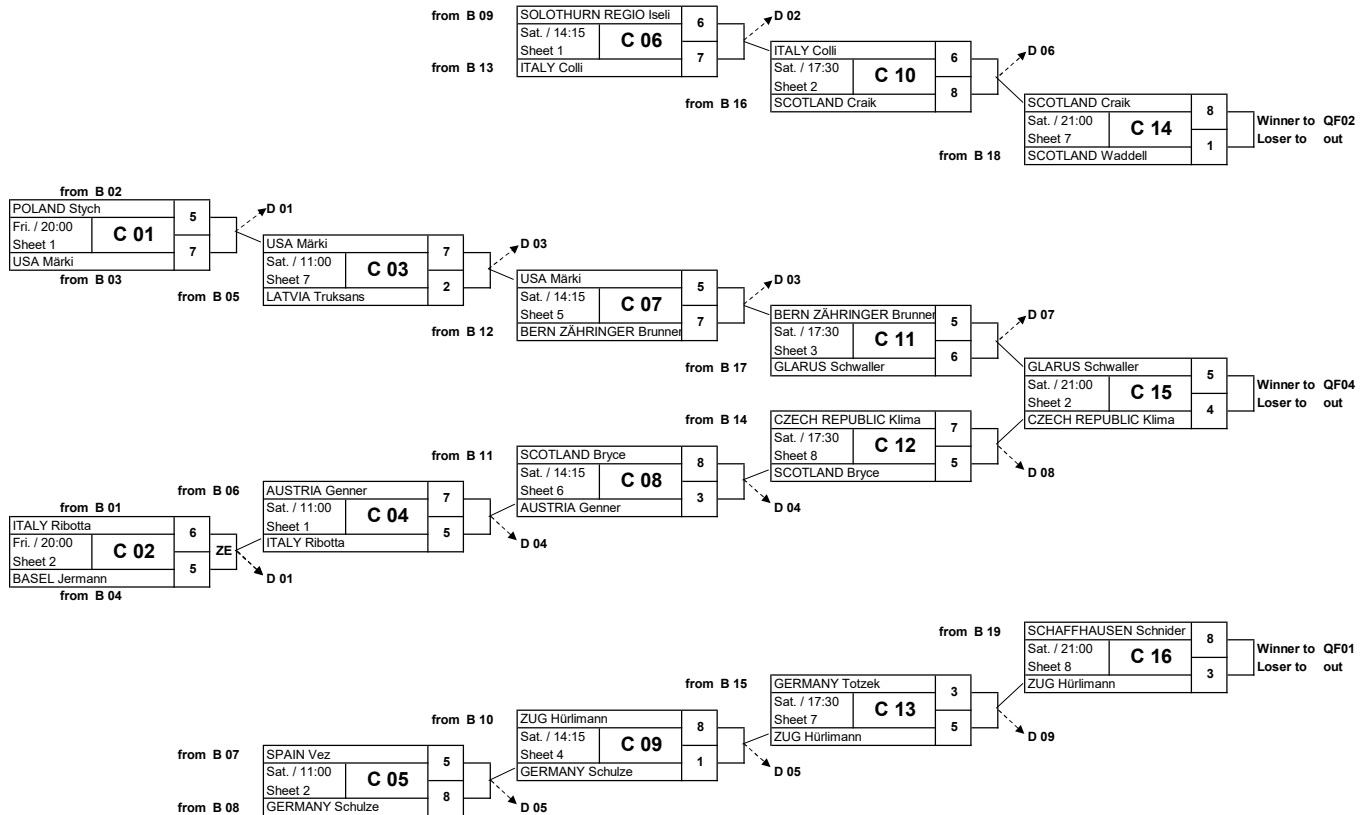 from B 09
SOLOTHURN REGIO Iseli 6
Sat. / 14:15
Sheet 1
C 06
from B 13
ITALY Colli 7
D 02
ITALY Colli 6
Sat. / 17:30
Sheet 2
C 10
from B 16
SCOTLAND Craik 8
D 06
SCOTLAND Craik 8
Sat. / 21:00
Sheet 7
C 14
from B 18
SCOTLAND Waddell 1
Winner to QF02
Loser to out
from B 02
POLAND Stych 5
Fri. / 20:00
Sheet 1
C 01
USA Märki 7
from B 03
D 01
USA Märki 7
Sat. / 11:00
Sheet 7
C 03
from B 05
LATVIA Truksans 2
D 03
USA Märki 5
Sat. / 14:15
Sheet 5
C 07
from B 12
BERN ZÄHRINGER Brunner 7
D 03
BERN ZÄHRINGER Brunner 5
Sat. / 17:30
Sheet 3
C 11
from B 17
GLARUS Schwaller 6
D 07
GLARUS Schwaller 5
Sat. / 21:00
Sheet 2
C 15
CZECH REPUBLIC Klima 4
Winner to QF04
Loser to out
from B 14
CZECH REPUBLIC Klima 7
Sat. / 17:30
Sheet 8
C 12
SCOTLAND Bryce 5
D 08
from B 11
SCOTLAND Bryce 8
Sat. / 14:15
Sheet 6
C 08
AUSTRIA Genner 3
D 04
from B 06
AUSTRIA Genner 7
Sat. / 11:00
Sheet 1
C 04
ITALY Ribotta 5
D 04
from B 01
ITALY Ribotta 6
Fri. / 20:00
Sheet 2
C 02
ZE
BASEL Jermann 5
from B 04
D 01
from B 19
SCHAFFHAUSEN Schnider 8
Sat. / 21:00
Sheet 8
C 16
ZUG Hürlimann 3
Winner to QF01
Loser to out
from B 15
GERMANY Totzek 3
Sat. / 17:30
Sheet 7
C 13
ZUG Hürlimann 5
D 09
from B 10
ZUG Hürlimann 8
Sat. / 14:15
Sheet 4
C 09
GERMANY Schulze 1
D 05
from B 07
SPAIN Vez 5
Sat. / 11:00
Sheet 2
C 05
from B 08
GERMANY Schulze 8
D 05